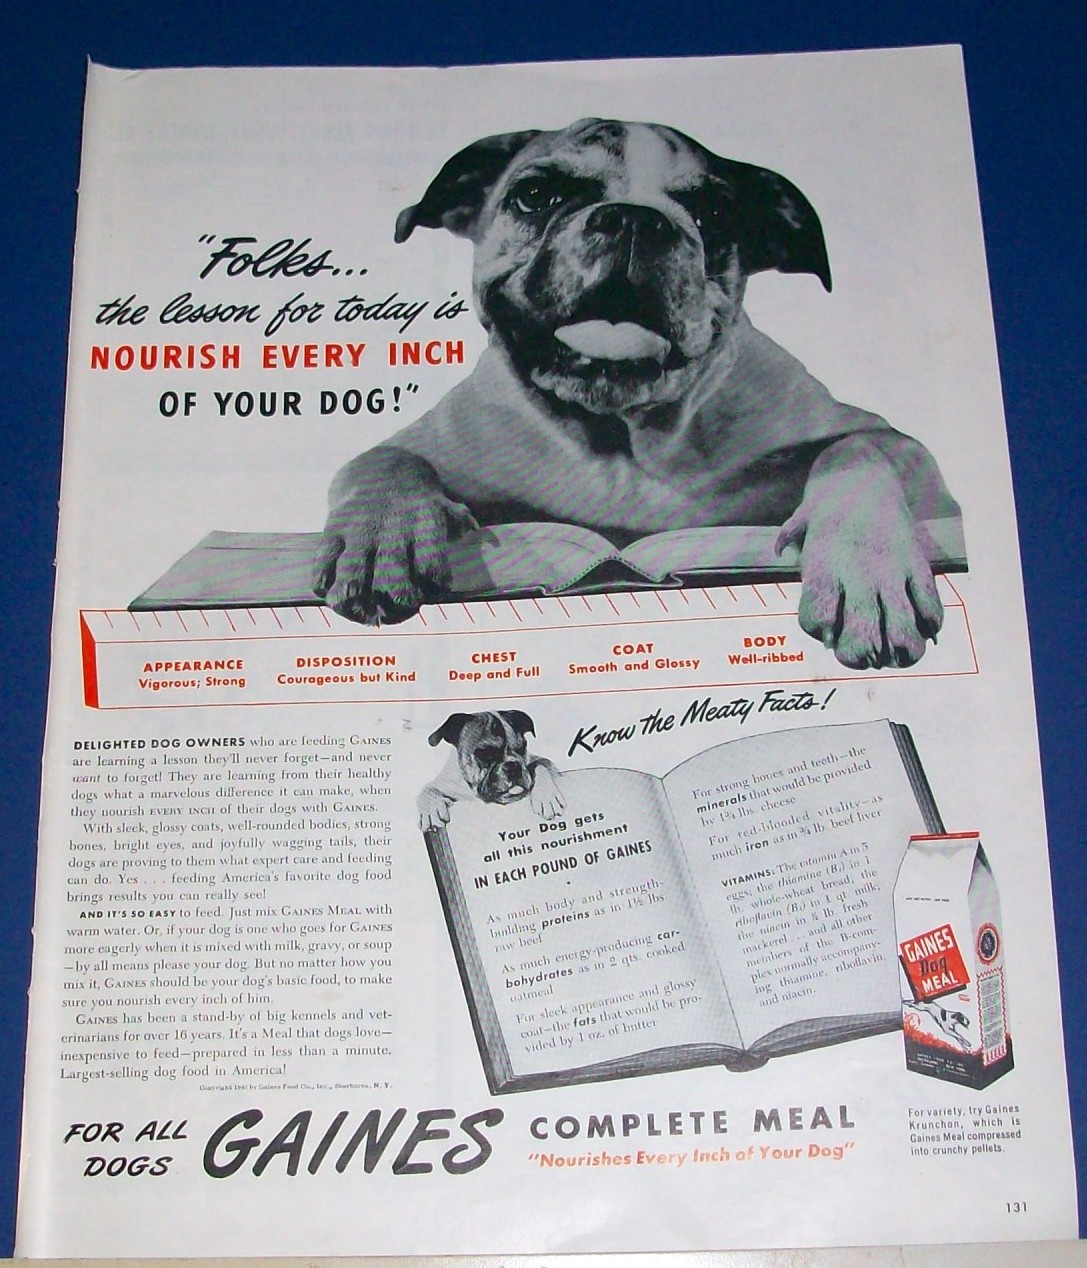 "Folks...
the lesson for today is
NOURISH EVERY INCH
OF YOUR DOG!"
APPEARANCE
Vigorous; Strong
DISPOSITION
Courageous but Kind
CHEST
Deep and Full
COAT
Smooth and Glossy
BODY
Well-ribbed
DELIGHTED DOG OWNERS who are feeding GAINES
are learning a lesson they'll never forget—and never
want to forget! They are learning from their healthy
dogs what a marvelous difference it can make, when
they nourish EVERY INCH of their dogs with GAINES.
With sleek, glossy coats, well-rounded bodies, strong
bones, bright eyes, and joyfully wagging tails, their
dogs are proving to them what expert care and feeding
can do. Yes . . . feeding America's favorite dog food
brings results you can really see!
AND IT'S SO EASY to feed. Just mix GAINES MEAL with
warm water. Or, if your dog is one who goes for GAINES
more eagerly when it is mixed with milk, gravy, or soup
—by all means please your dog. But no matter how you
mix it, GAINES should be your dog's basic food, to make
sure you nourish every inch of him.
GAINES has been a stand-by of big kennels and vet-
erinarians for over 16 years. It's a Meal that dogs love—
inexpensive to feed—prepared in less than a minute.
Largest-selling dog food in America!
by Gaines Food Co., Inc., Sherburne, N. Y.
Know the Meaty Facts!
Your Dog gets
all this nourishment
IN EACH POUND OF GAINES
As much body and strength-
building proteins as in 1½ lbs.
raw beef
As much energy-producing car-
bohydrates as in 2 qts. cooked
oatmeal
For sleek appearance and glossy
coat—the fats that would be pro-
vided by 1 oz. of butter
For strong bones and teeth—the
minerals that would be provided
by 1¾ lbs. cheese
For red-blooded vitality—as
much iron as in ¾ lb. beef liver
VITAMINS: The vitamin A in 5
eggs; the thiamine (B₁) in 1
lb. whole-wheat bread; the
riboflavin (B₂) in 1 qt. milk;
the niacin in ⅜ lb. fresh
mackerel . . . and all other
members of the B-com-
plex normally accompany-
ing thiamine, riboflavin,
and niacin.
GAINES
Dog
MEAL
FOR ALL
DOGS
GAINES
COMPLETE MEAL
"Nourishes Every Inch of Your Dog"
For variety, try Gaines
Krunchon, which is
Gaines Meal compressed
into crunchy pellets.
131